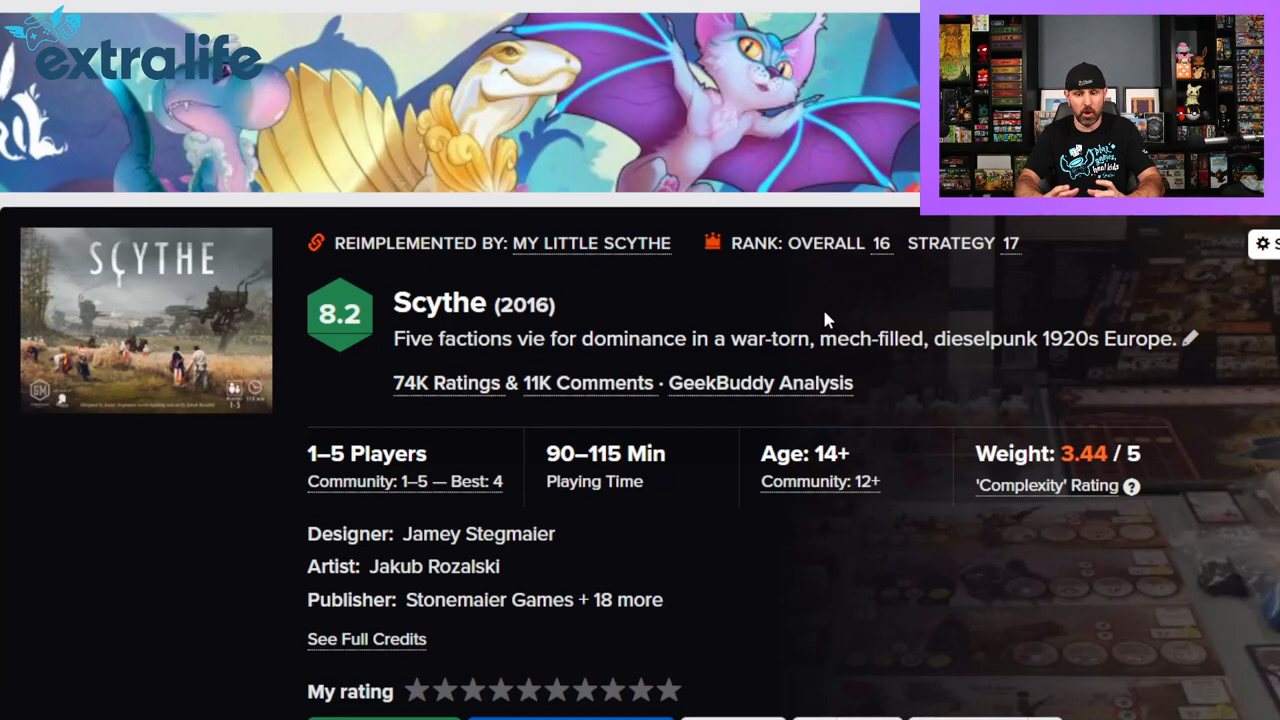 extralife
REIMPLEMENTED BY: MY LITTLE SCYTHE
RANK: OVERALL 16 STRATEGY 17
SCYTHE
8.2
Scythe (2016)
Five factions vie for dominance in a war-torn, mech-filled, dieselpunk 1920s Europe.
74K Ratings & 11K Comments · GeekBuddy Analysis
1–5 Players
Community: 1–5 — Best: 4
90–115 Min
Playing Time
Age: 14+
Community: 12+
Weight: 3.44 / 5
'Complexity' Rating ?
Designer: Jamey Stegmaier
Artist: Jakub Rozalski
Publisher: Stonemaier Games + 18 more
See Full Credits
My rating